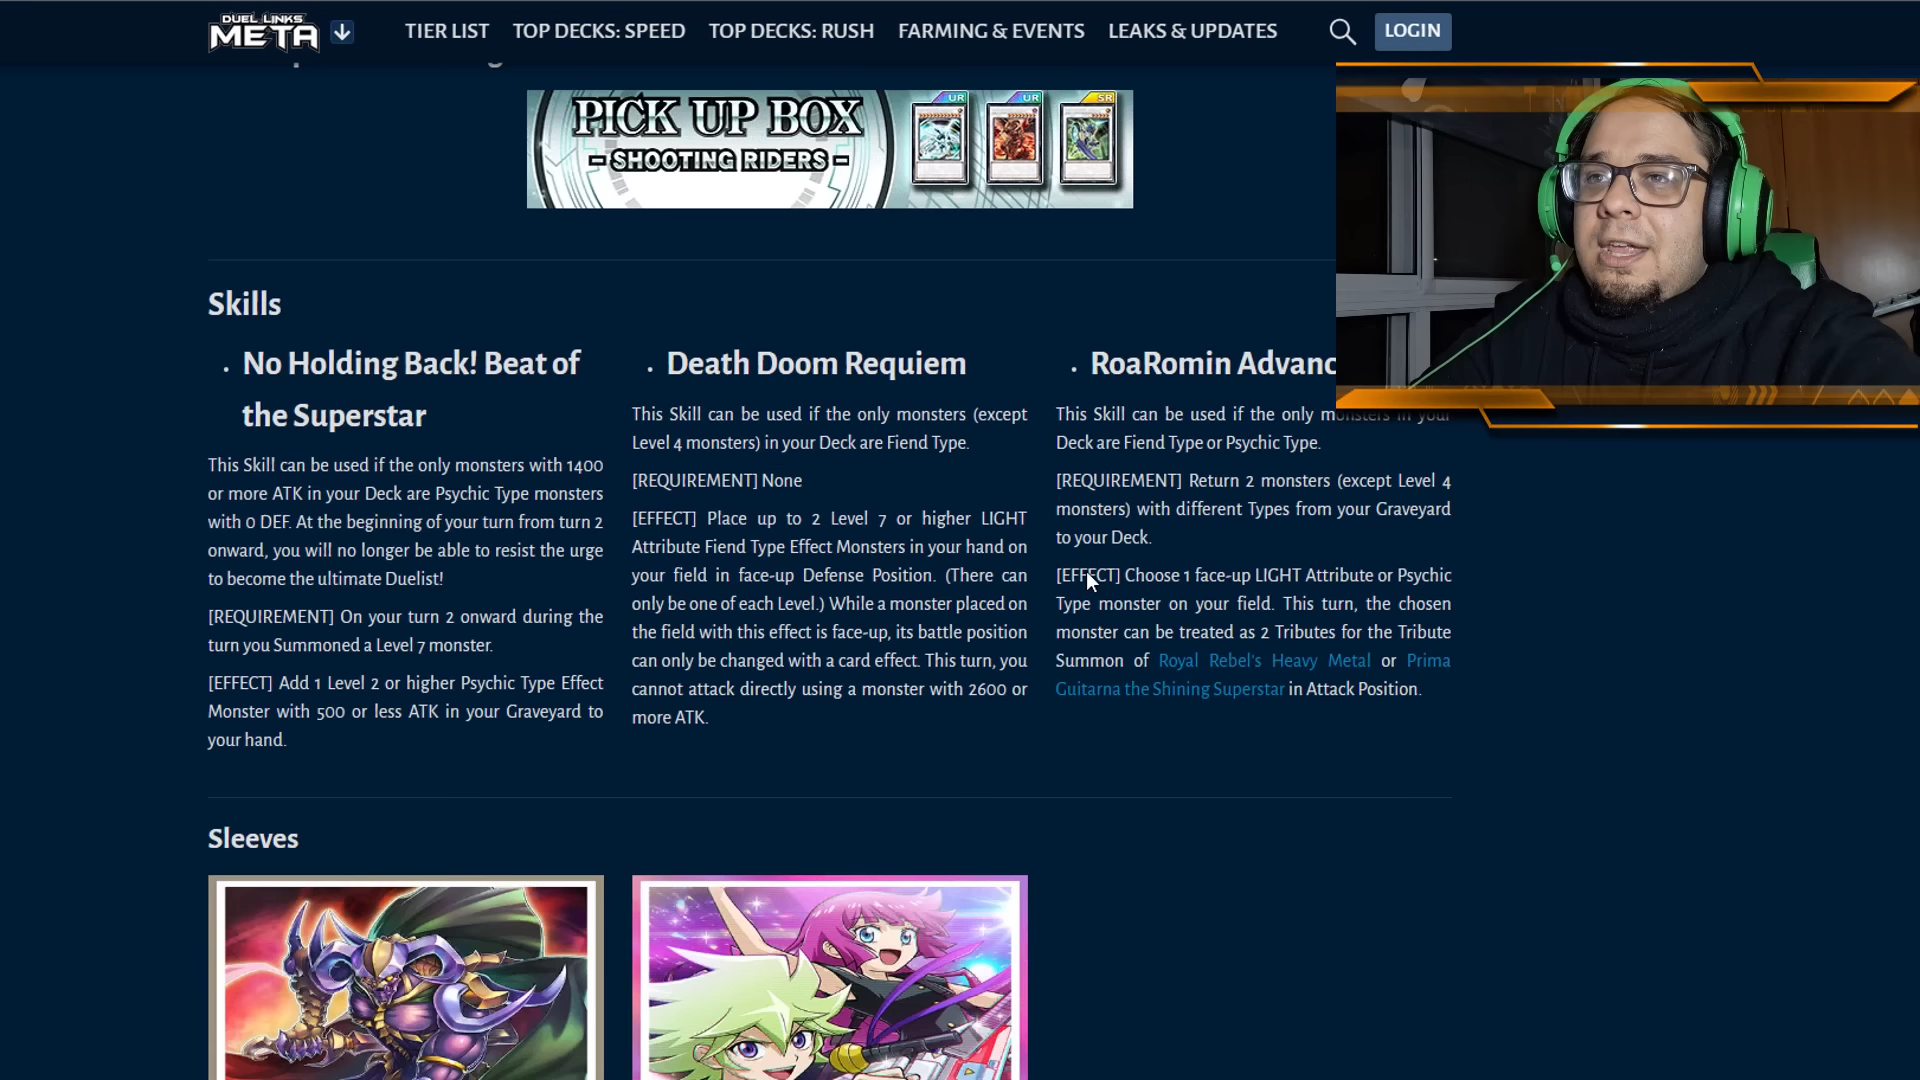 DUEL LINKS
META
TIER LIST
TOP DECKS: SPEED
TOP DECKS: RUSH
FARMING & EVENTS
LEAKS & UPDATES
LOGIN
PICK UP BOX
- SHOOTING RIDERS -
UR
UR
SR
Skills
• No Holding Back! Beat of
the Superstar
This Skill can be used if the only monsters with 1400
or more ATK in your Deck are Psychic Type monsters
with 0 DEF. At the beginning of your turn from turn 2
onward, you will no longer be able to resist the urge
to become the ultimate Duelist!
[REQUIREMENT] On your turn 2 onward during the
turn you Summoned a Level 7 monster.
[EFFECT] Add 1 Level 2 or higher Psychic Type Effect
Monster with 500 or less ATK in your Graveyard to
your hand.
• Death Doom Requiem
This Skill can be used if the only monsters (except
Level 4 monsters) in your Deck are Fiend Type.
[REQUIREMENT] None
[EFFECT] Place up to 2 Level 7 or higher LIGHT
Attribute Fiend Type Effect Monsters in your hand on
your field in face-up Defense Position. (There can
only be one of each Level.) While a monster placed on
the field with this effect is face-up, its battle position
can only be changed with a card effect. This turn, you
cannot attack directly using a monster with 2600 or
more ATK.
• RoaRomin Advanc
This Skill can be used if the only monsters in your
Deck are Fiend Type or Psychic Type.
[REQUIREMENT] Return 2 monsters (except Level 4
monsters) with different Types from your Graveyard
to your Deck.
[EFFECT] Choose 1 face-up LIGHT Attribute or Psychic
Type monster on your field. This turn, the chosen
monster can be treated as 2 Tributes for the Tribute
Summon of Royal Rebel's Heavy Metal or Prima
Guitarna the Shining Superstar in Attack Position.
Sleeves